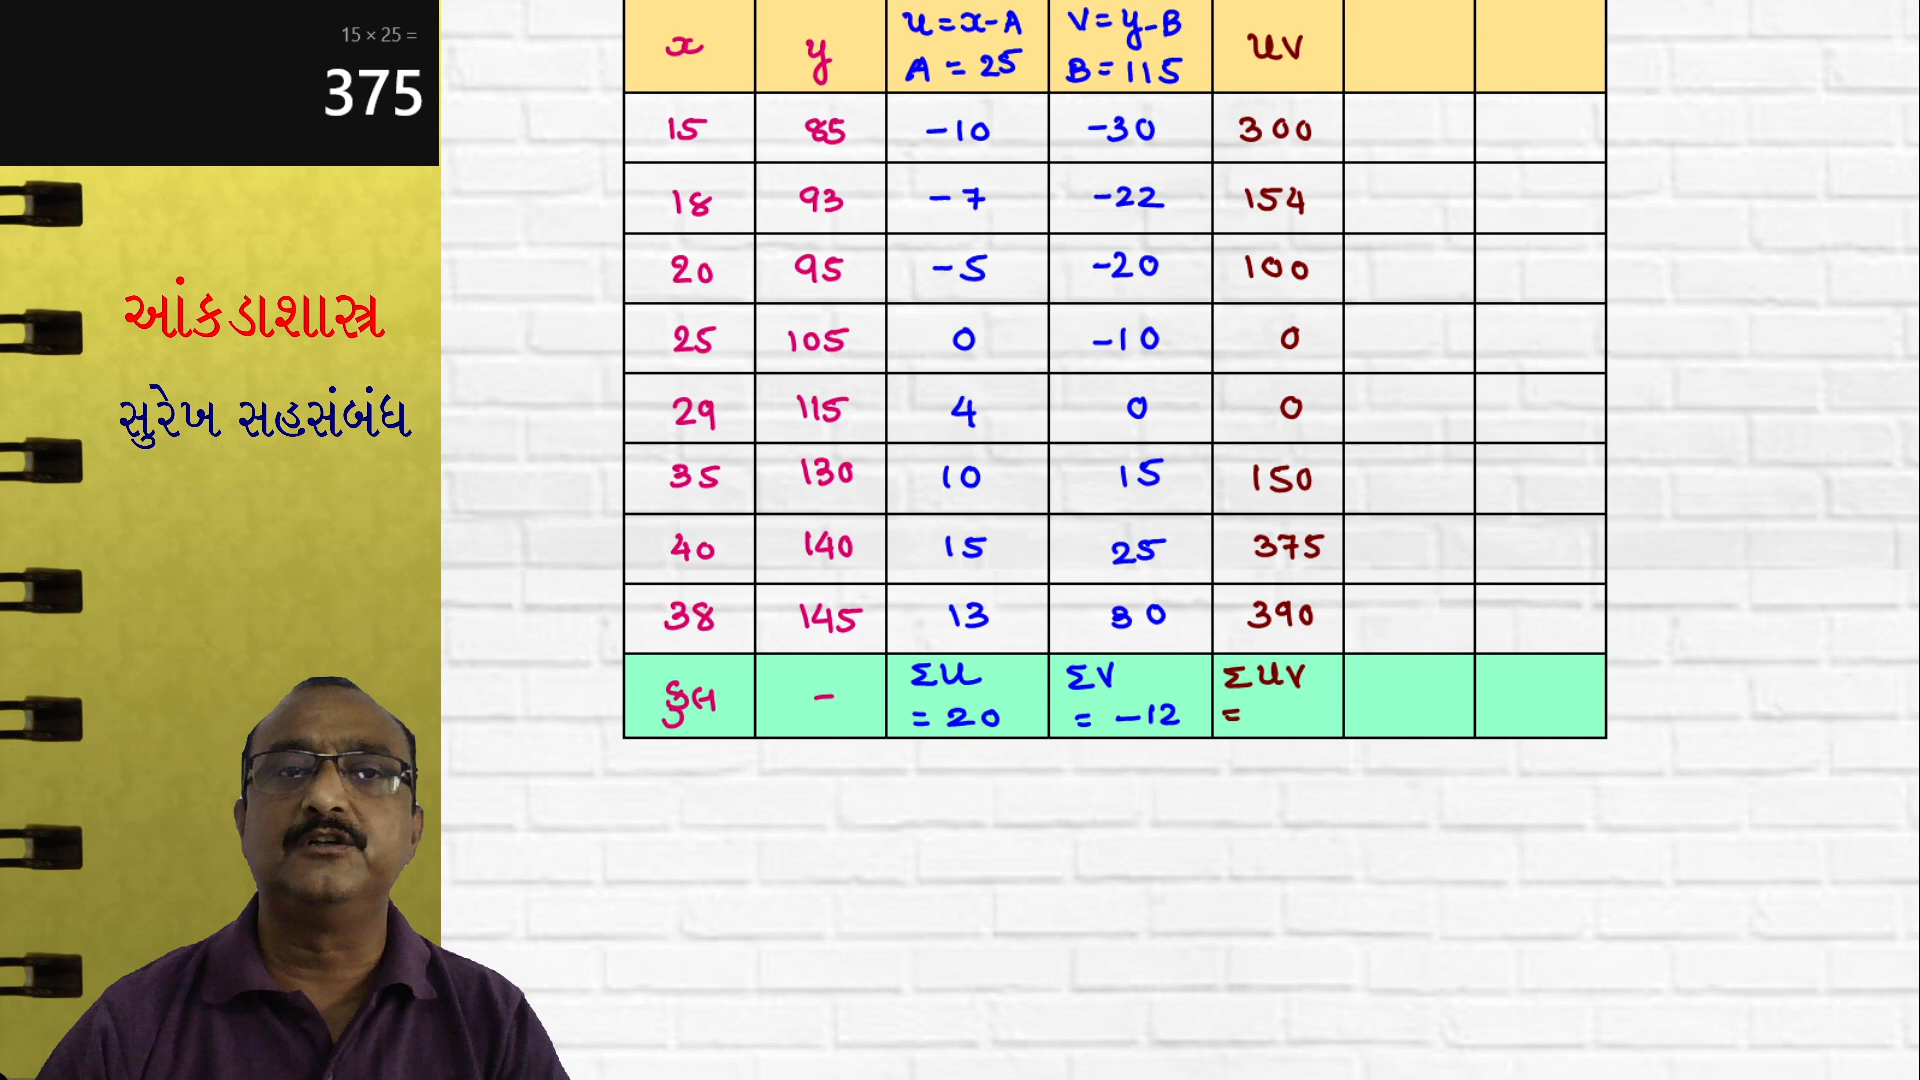 15 × 25 =
375
આંકડાશાસ્ત્ર
સુરેખ સહસંબંધ
x y u=x-A V=y-B uv
A = 25 B=115
15 85 -10 -30 300
18 93 -7 -22 154
20 95 -5 -20 100
25 105 0 -10 0
29 115 4 0 0
35 130 10 15 150
40 140 15 25 375
38 145 13 30 390
કુલ - Σu Σv Σuv
= 20 = -12 =